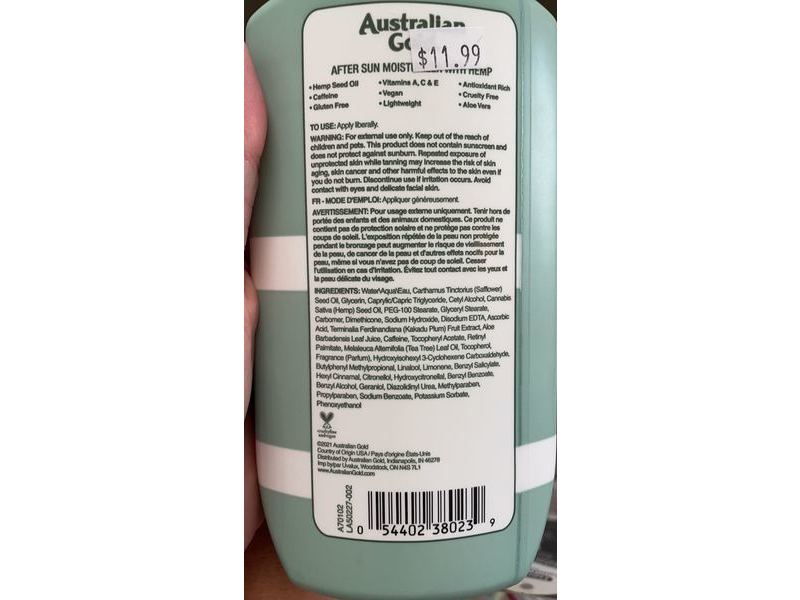 Australian
Go
$11.99
AFTER SUN MOISTU WITH HEMP
• Hemp Seed Oil • Vitamins A, C & E • Antioxidant Rich
• Caffeine • Vegan • Cruelty Free
• Gluten Free • Lightweight • Aloe Vera
TO USE: Apply liberally.
WARNING: For external use only. Keep out of the reach of
children and pets. This product does not contain sunscreen and
does not protect against sunburn. Repeated exposure of
unprotected skin while tanning may increase the risk of skin
aging, skin cancer and other harmful effects to the skin even if
you do not burn. Discontinue use if irritation occurs. Avoid
contact with eyes and delicate facial skin.
FR - MODE D'EMPLOI: Appliquer généreusement.
AVERTISSEMENT: Pour usage externe uniquement. Tenir hors de
portée des enfants et des animaux domestiques. Ce produit ne
contient pas de protection solaire et ne protège pas contre les
coups de soleil. L'exposition répétée de la peau non protégée
pendant le bronzage peut augmenter le risque de vieillissement
de la peau, de cancer de la peau et d'autres effets nocifs pour la
peau, même si vous n'avez pas de coup de soleil. Cesser
l'utilisation en cas d'irritation. Évitez tout contact avec les yeux et
la peau délicate du visage.
INGREDIENTS: Water\Aqua\Eau, Carthamus Tinctorius (Safflower)
Seed Oil, Glycerin, Caprylic/Capric Triglyceride, Cetyl Alcohol, Cannabis
Sativa (Hemp) Seed Oil, PEG-100 Stearate, Glyceryl Stearate,
Carbomer, Dimethicone, Sodium Hydroxide, Disodium EDTA, Ascorbic
Acid, Terminalia Ferdinandiana (Kakadu Plum) Fruit Extract, Aloe
Barbadensis Leaf Juice, Caffeine, Tocopheryl Acetate, Retinyl
Palmitate, Melaleuca Alternifolia (Tea Tree) Leaf Oil, Tocopherol,
Fragrance (Parfum), Hydroxyisohexyl 3-Cyclohexene Carboxaldehyde,
Butylphenyl Methylpropional, Linalool, Limonene, Benzyl Salicylate,
Hexyl Cinnamal, Citronellol, Hydroxycitronellal, Benzyl Benzoate,
Benzyl Alcohol, Geraniol, Diazolidinyl Urea, Methylparaben,
Propylparaben, Sodium Benzoate, Potassium Sorbate,
Phenoxyethanol
©2021 Australian Gold
Country of Origin USA / Pays d'origine États-Unis
Distributed by Australian Gold, Indianapolis, IN 46278
Imp by/par Uvalux, Woodstock, ON N4S 7L1
www.AustralianGold.com
A70102
LA50227-002
0 54402 38023 9